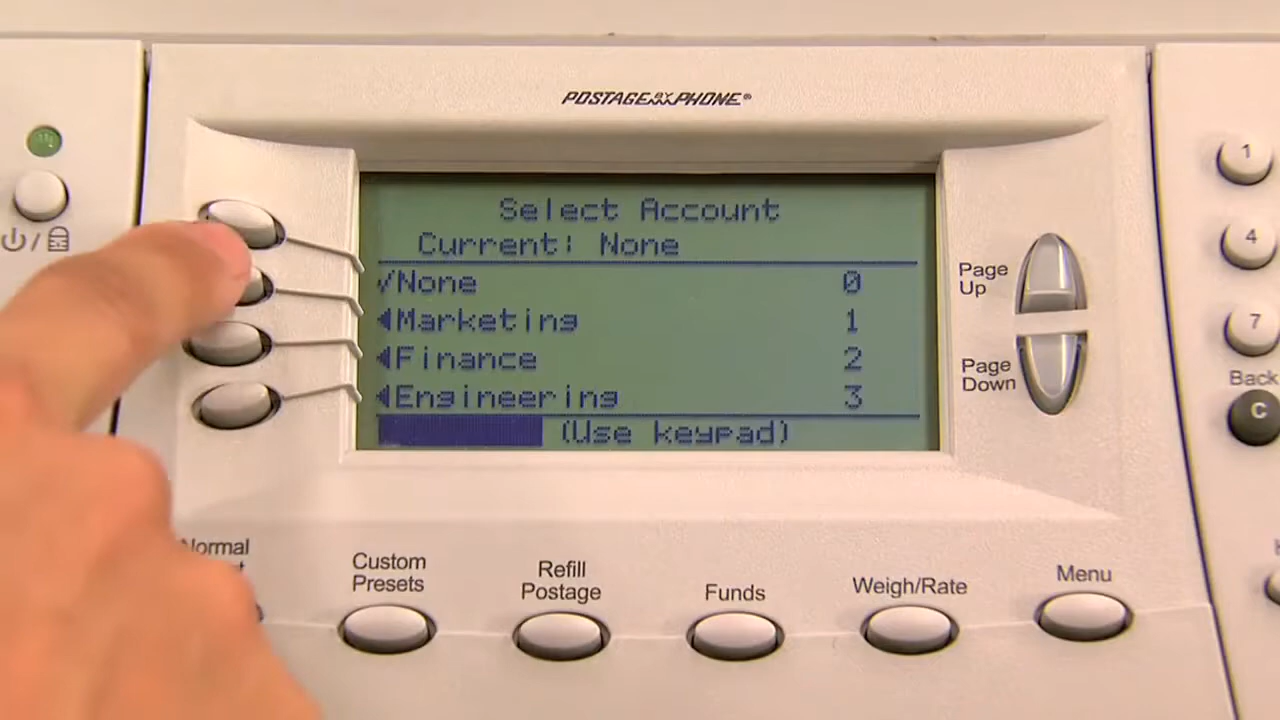 POSTAGE BY PHONE®
Select Account
Current: None
√None 0
Marketing 1
Finance 2
Engineering 3
(Use keypad)
Page
Up
Page
Down
1
4
7
Back
C
Normal
Custom
Presets
Refill
Postage
Funds
Weigh/Rate
Menu